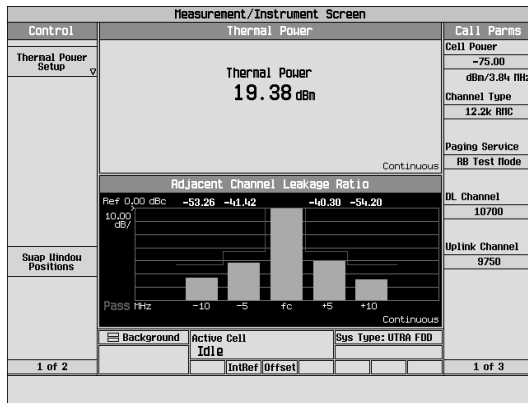 Measurement/Instrument Screen
Control
Thermal Power
Setup
Swap Window
Positions
1 of 2
Thermal Power
Thermal Power
19.38 dBm
Continuous
Adjacent Channel Leakage Ratio
Ref 0.00 dBc
-53.26 -41.42 -40.30 -54.20
10.00
dB/
Pass MHz -10 -5 fc +5 +10
Continuous
Background
Active Cell
Idle
Sys Type: UTRA FDD
IntRef Offset
Call Parms
Cell Power
-75.00
dBm/3.84 MHz
Channel Type
12.2k RMC
Paging Service
RB Test Mode
DL Channel
10700
Uplink Channel
9750
1 of 3